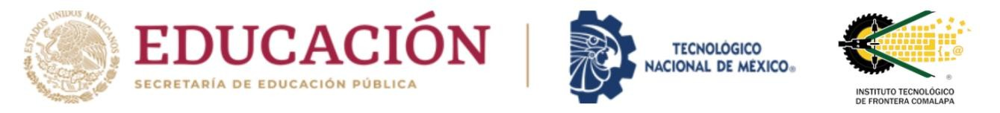 ESTADOS UNIDOS MEXICANOS
EDUCACIÓN
SECRETARÍA DE EDUCACIÓN PÚBLICA
TECNOLÓGICO
NACIONAL DE MÉXICO®
{ @
®
INSTITUTO TECNOLÓGICO
DE FRONTERA COMALAPA